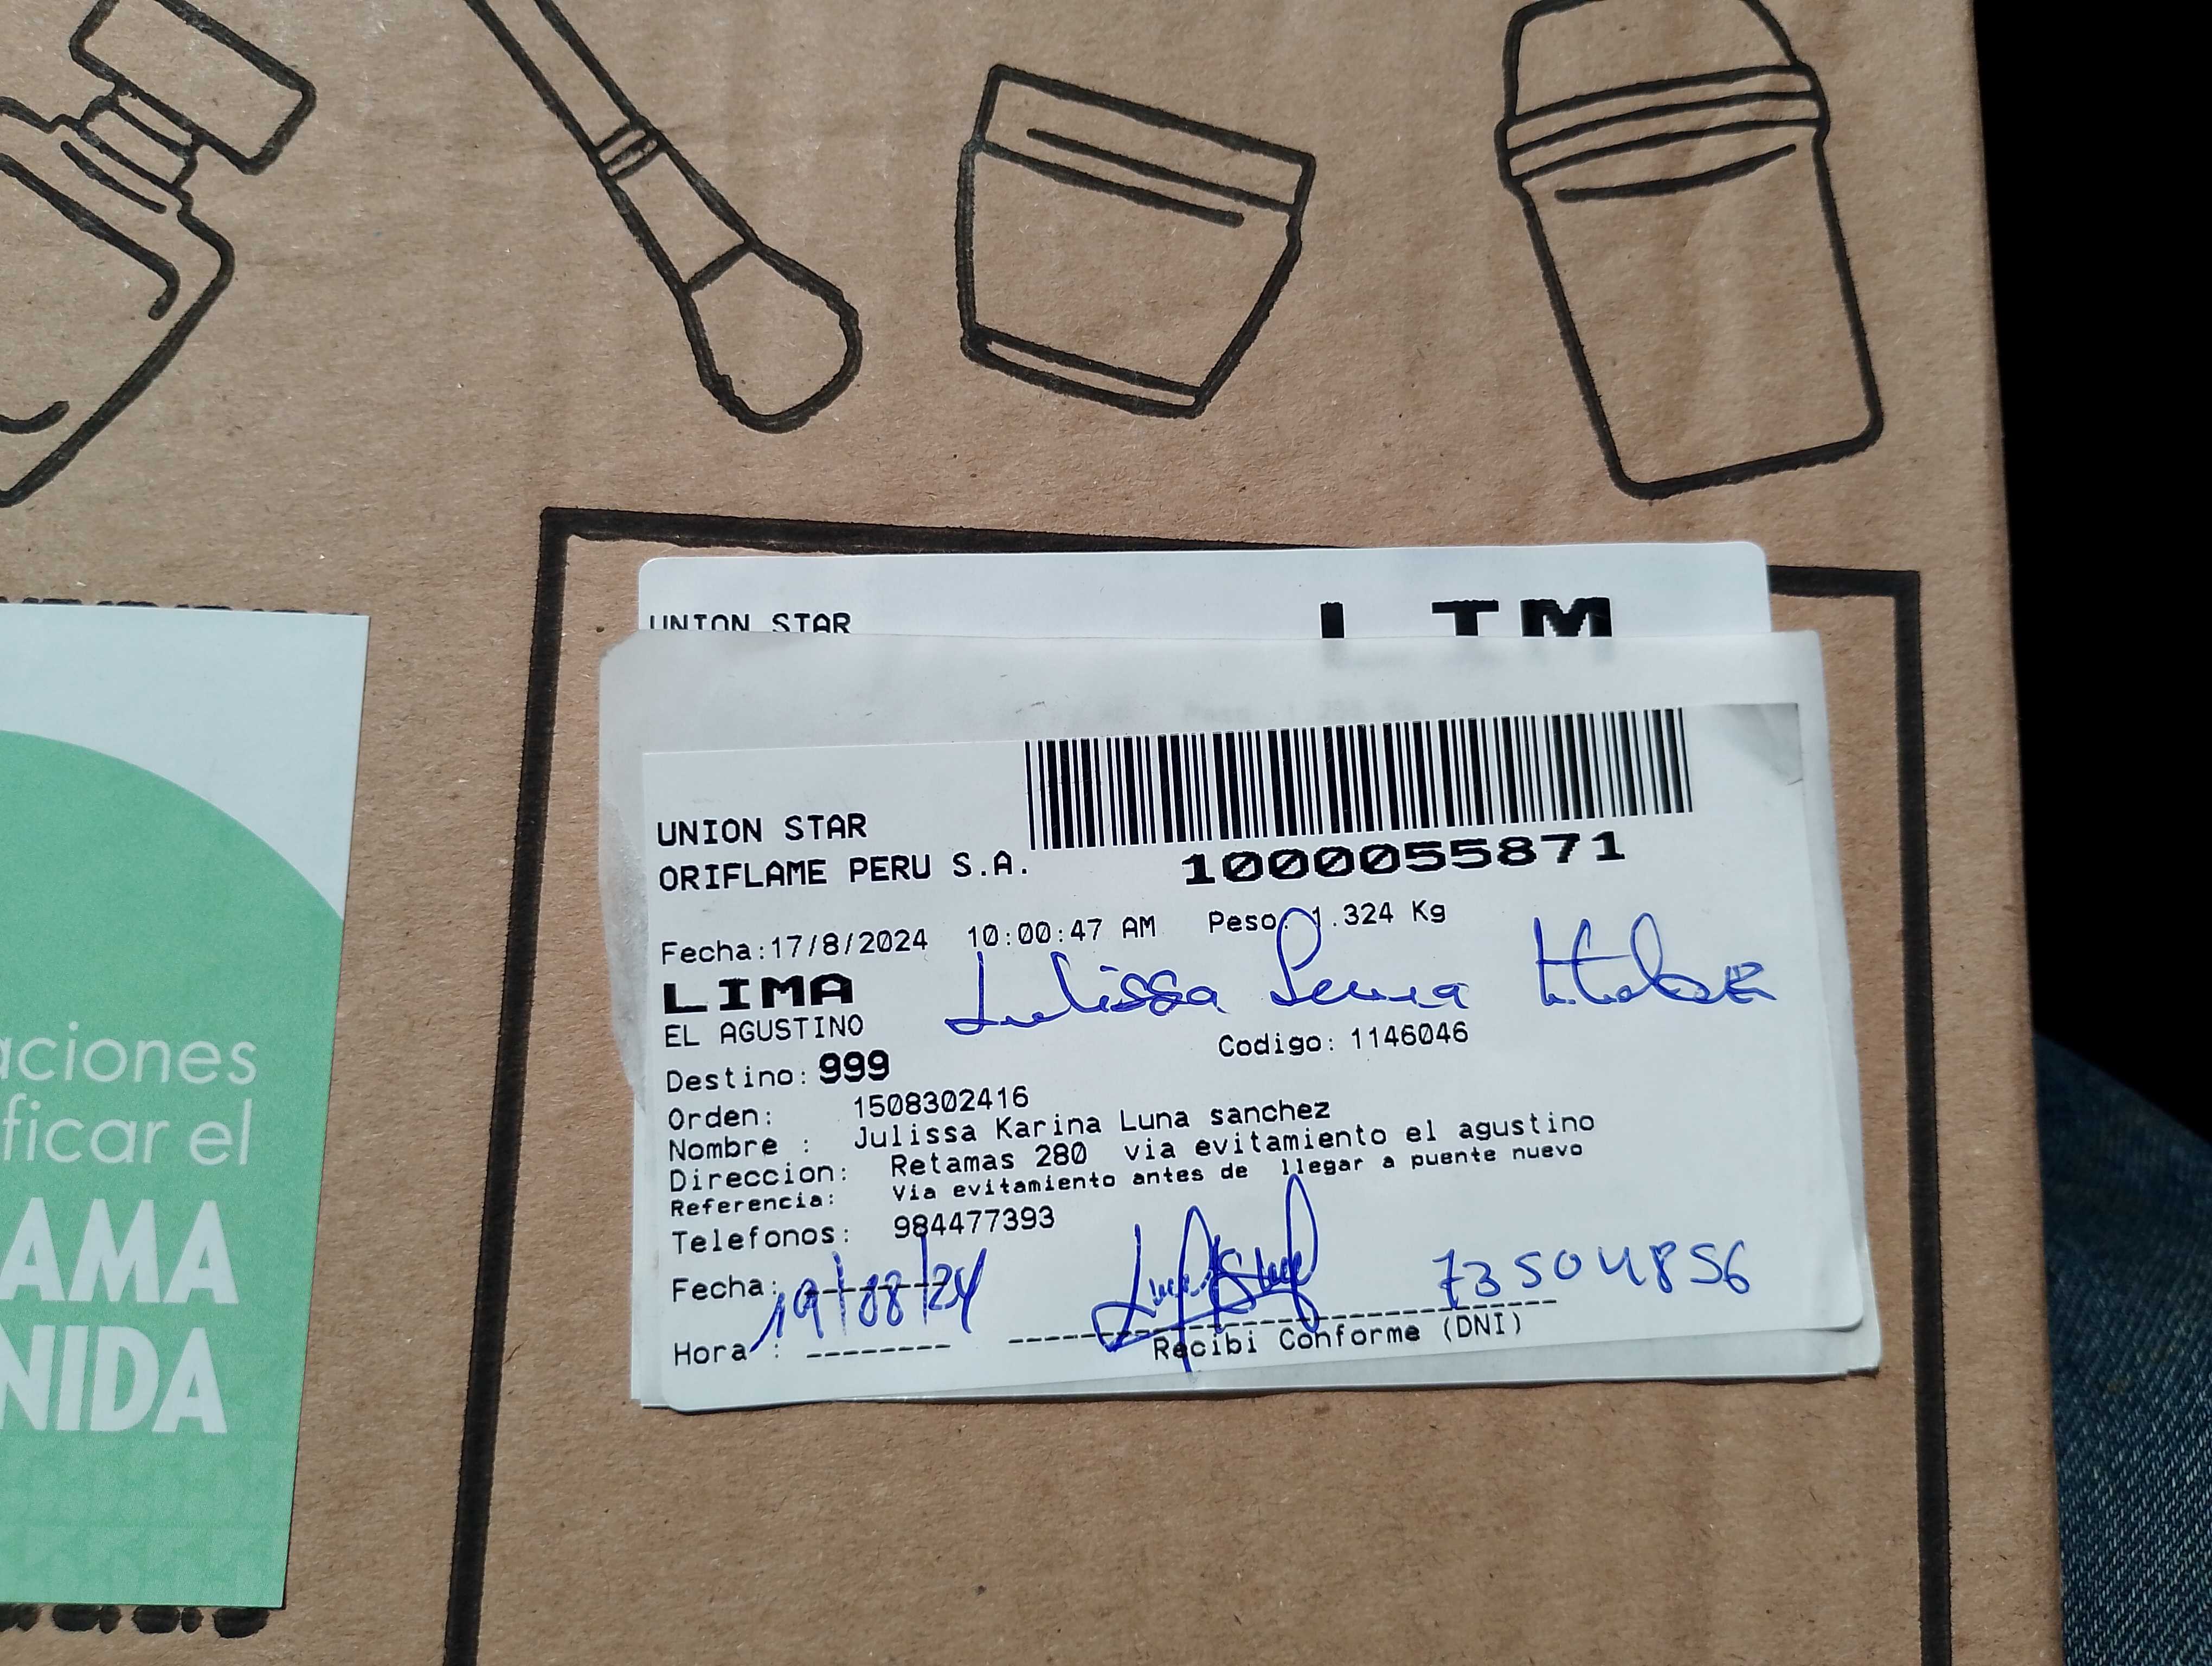 UNION STAR
UNION STAR
ORIFLAME PERU S.A.
1000055871
Fecha:17/8/2024 10:00:47 AM Peso: 1.324 Kg
LIMA
EL AGUSTINO
Codigo: 1146046
Destino: 999
Orden: 1508302416
Nombre : Julissa Karina Luna sanchez
Direccion: Retamas 280 via evitamiento el agustino
Referencia: Via evitamiento antes de llegar a puente nuevo
Telefonos: 984477393
Fecha: 19/08/24
73504856
Hora :
Recibi Conforme (DNI)
aciones
ficar el
AMA
NIDA